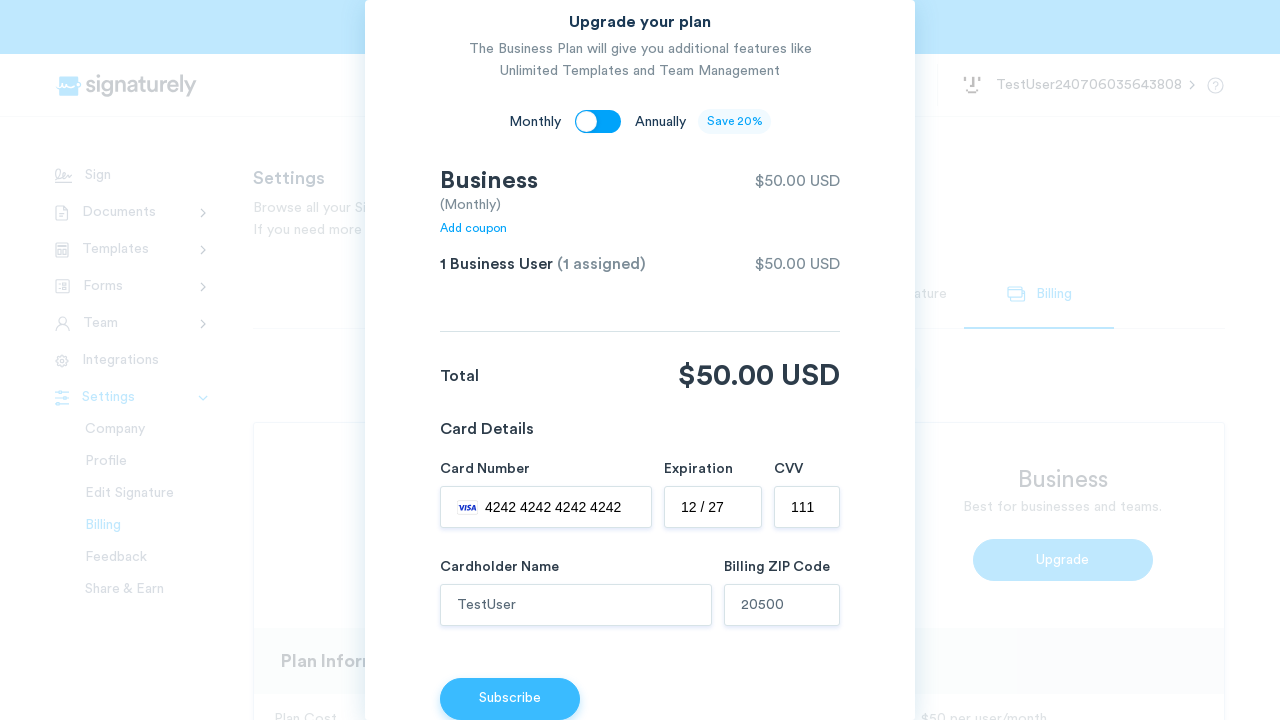 Upgrade your plan
The Business Plan will give you additional features like
Unlimited Templates and Team Management
signaturely
TestUser240706035643808
Monthly
Annually
Save 20%
Sign
Documents
Templates
Forms
Team
Integrations
Settings
Company
Profile
Edit Signature
Billing
Feedback
Share & Earn
Settings
Browse all your Si
If you need more
ature
Billing
Business
$50.00 USD
(Monthly)
Add coupon
1 Business User (1 assigned)
$50.00 USD
Total
$50.00 USD
Card Details
Card Number
Expiration
CVV
VISA
4242 4242 4242 4242
12 / 27
111
Cardholder Name
Billing ZIP Code
TestUser
20500
Subscribe
Business
Best for businesses and teams.
Upgrade
Plan Inform
Plan Cost
$50 per user/month